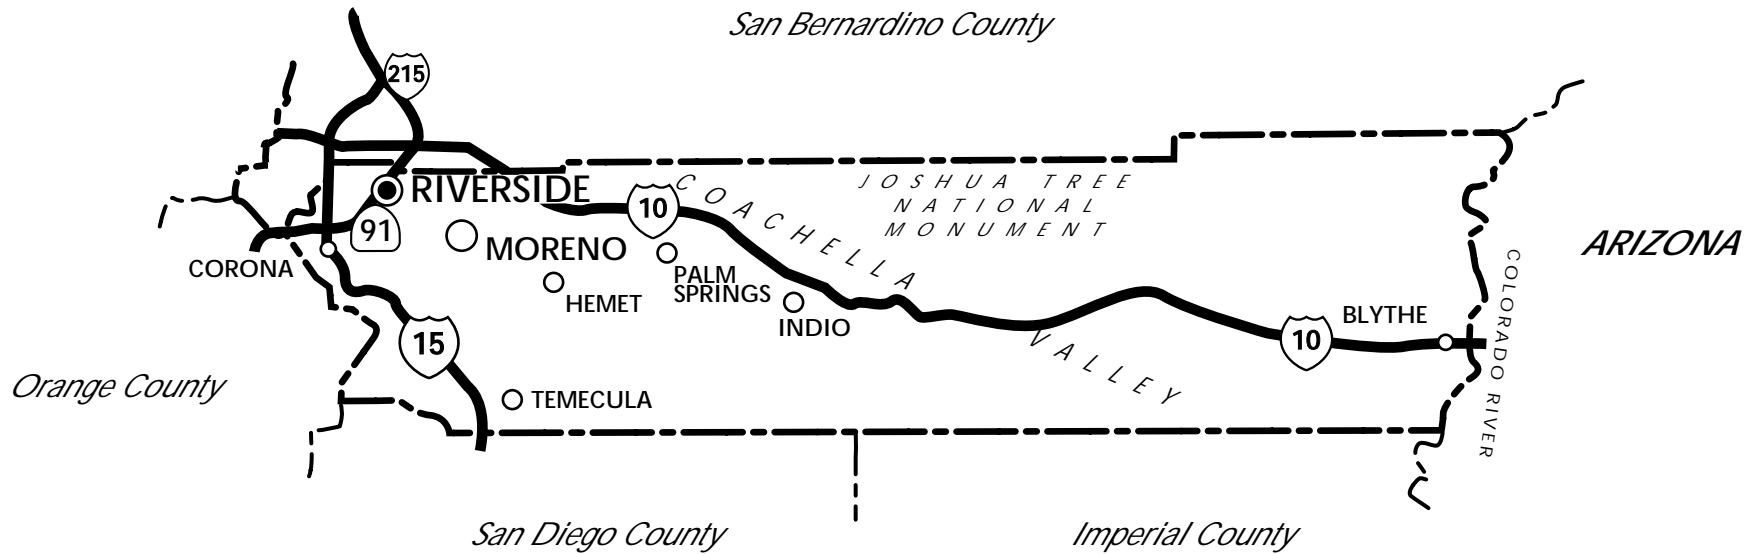 San Bernardino County
215
RIVERSIDE
COACHELLA
JOSHUA TREE
NATIONAL
MONUMENT
10
91
MORENO
ARIZONA
CORONA
PALM
SPRINGS
HEMET
INDIO
COLORADO RIVER
BLYTHE
15
10
VALLEY
Orange County
TEMECULA
San Diego County
Imperial County